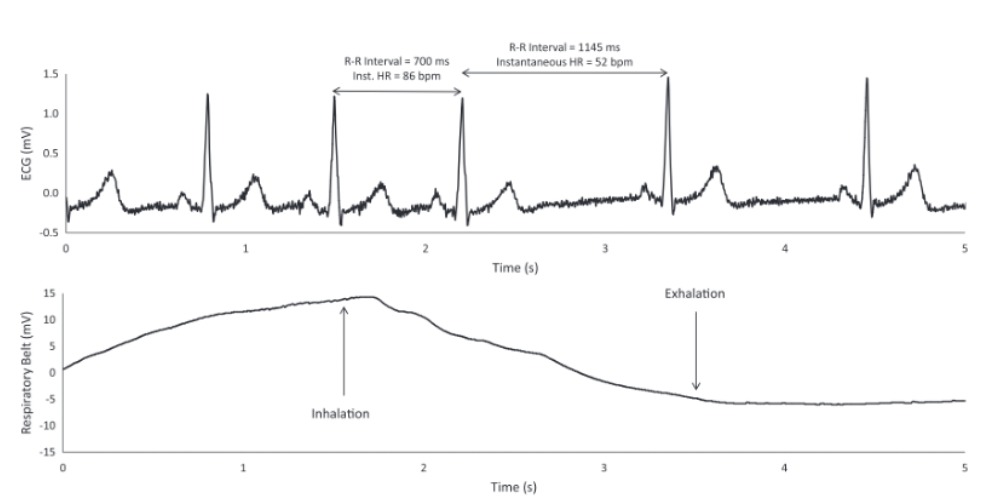 R-R Interval = 1145 ms
Instantaneous HR = 52 bpm
R-R Interval = 700 ms
Inst. HR = 86 bpm
ECG (mV)
1.5
1.0
0.5
0.0
-0.5
0 1 2 3 4 5
Time (s)
Exhalation
Respiratory Belt (mV)
15
10
5
0
-5
-10
-15
Inhalation
0 1 2 3 4 5
Time (s)